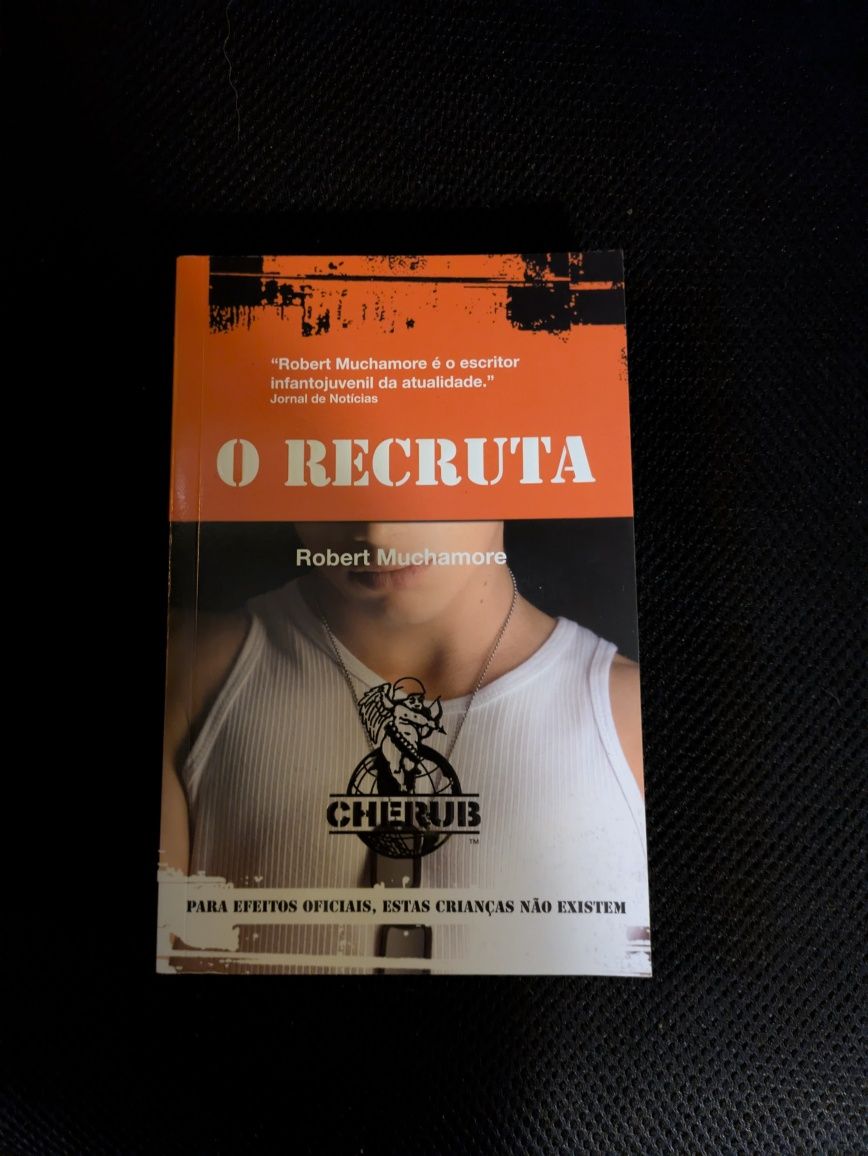 “Robert Muchamore é o escritor
infantojuvenil da atualidade.”
Jornal de Notícias
O RECRUTA
Robert Muchamore
CHERUB
TM
PARA EFEITOS OFICIAIS, ESTAS CRIANÇAS NÃO EXISTEM